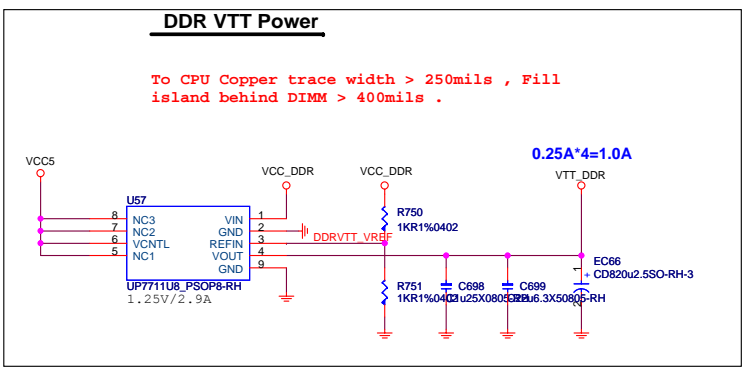 DDR VTT Power
To CPU Copper trace width > 250mils , Fill
island behind DIMM > 400mils .
0.25A*4=1.0A
VCC5
VCC_DDR
VCC_DDR
VTT_DDR
U57
8 NC3 VIN 1
7 NC2 GND 2
6 VCNTL REFIN 3
5 NC1 VOUT 4
GND 9
UP7711U8_PSOP8-RH
1.25V/2.9A
DDRVTT_VREF
R750
1KR1%0402
R751
1KR1%0402
C698
C699
EC66
1
+ CD820u2.5SO-RH-3
2